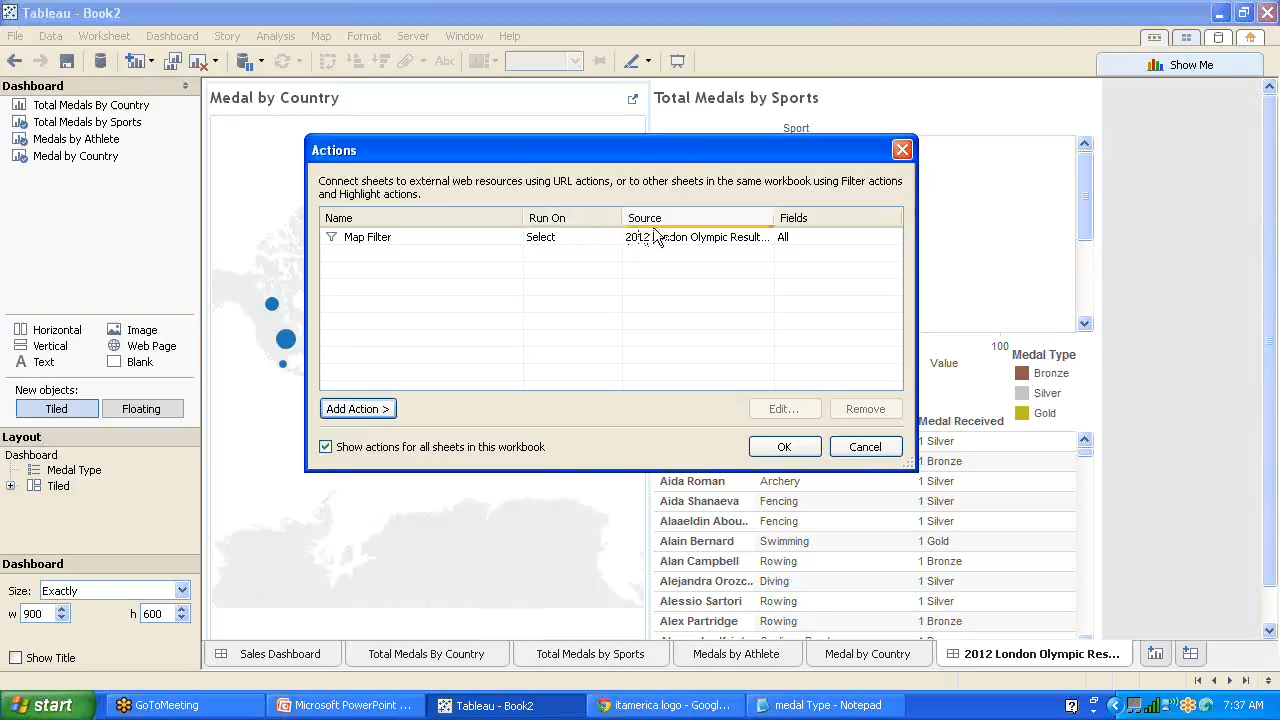 Tableau - Book2
File Data Worksheet Dashboard Story Analysis Map Format Server Window Help
Abc
Show Me
Dashboard
Total Medals By Country
Total Medals by Sports
Medals by Athlete
Medal by Country
Horizontal Image
Vertical Web Page
A Text Blank
New objects:
Tiled Floating
Layout
Dashboard
Medal Type
Tiled
Dashboard
Size: Exactly
w 900 h 600
Show Title
Medal by Country
Total Medals by Sports
Sport
Actions
Connect sheets to external web resources using URL actions, or to other sheets in the same workbook using Filter actions
and Highlight actions.
Name Run On Source Fields
Map Filter Select 2012 London Olympic Result... All
Add Action > Edit... Remove
Show actions for all sheets in this workbook
OK Cancel
100
Value
Medal Type
Bronze
Silver
Gold
Medal Received
1 Silver
1 Bronze
Aida Roman Archery 1 Silver
Aida Shanaeva Fencing 1 Silver
Alaaeldin Abou.. Fencing 1 Silver
Alain Bernard Swimming 1 Gold
Alan Campbell Rowing 1 Bronze
Alejandra Orozc.. Diving 1 Silver
Alessio Sartori Rowing 1 Silver
Alex Partridge Rowing 1 Bronze
Sales Dashboard Total Medals By Country Total Medals by Sports Medals by Athlete Medal by Country 2012 London Olympic Res...
start GoToMeeting Microsoft PowerPoint ... Tableau - Book2 itamerica logo - Googl... medal Type - Notepad 7:37 AM